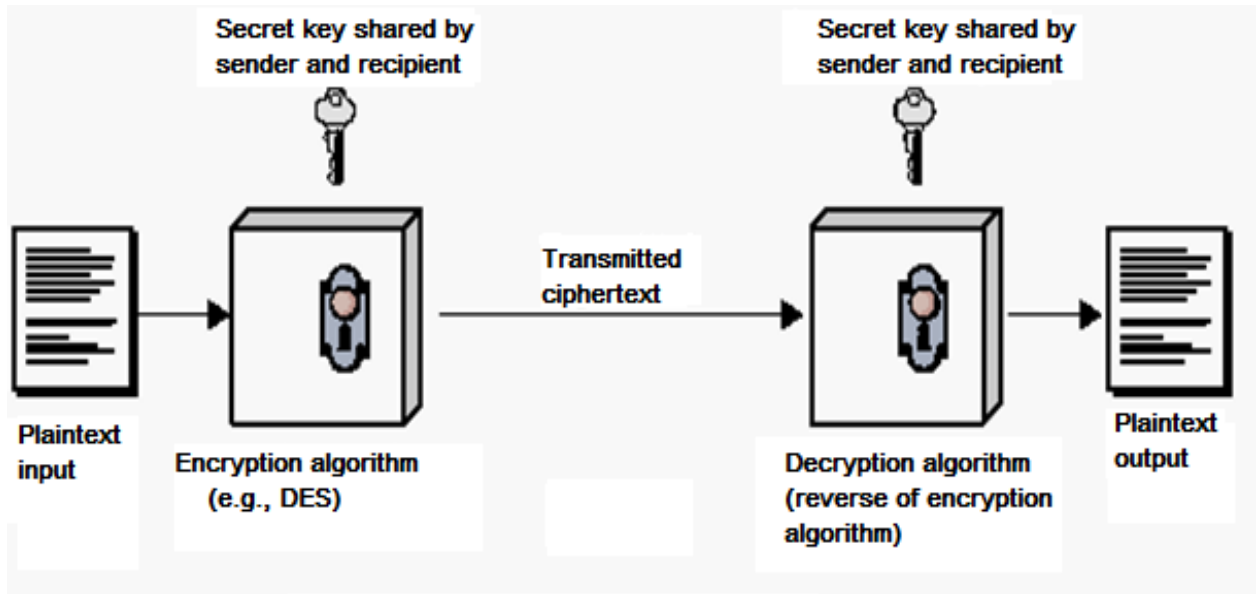 Secret key shared by
sender and recipient
Secret key shared by
sender and recipient
Transmitted
ciphertext
Plaintext
input
Encryption algorithm
(e.g., DES)
Decryption algorithm
(reverse of encryption
algorithm)
Plaintext
output